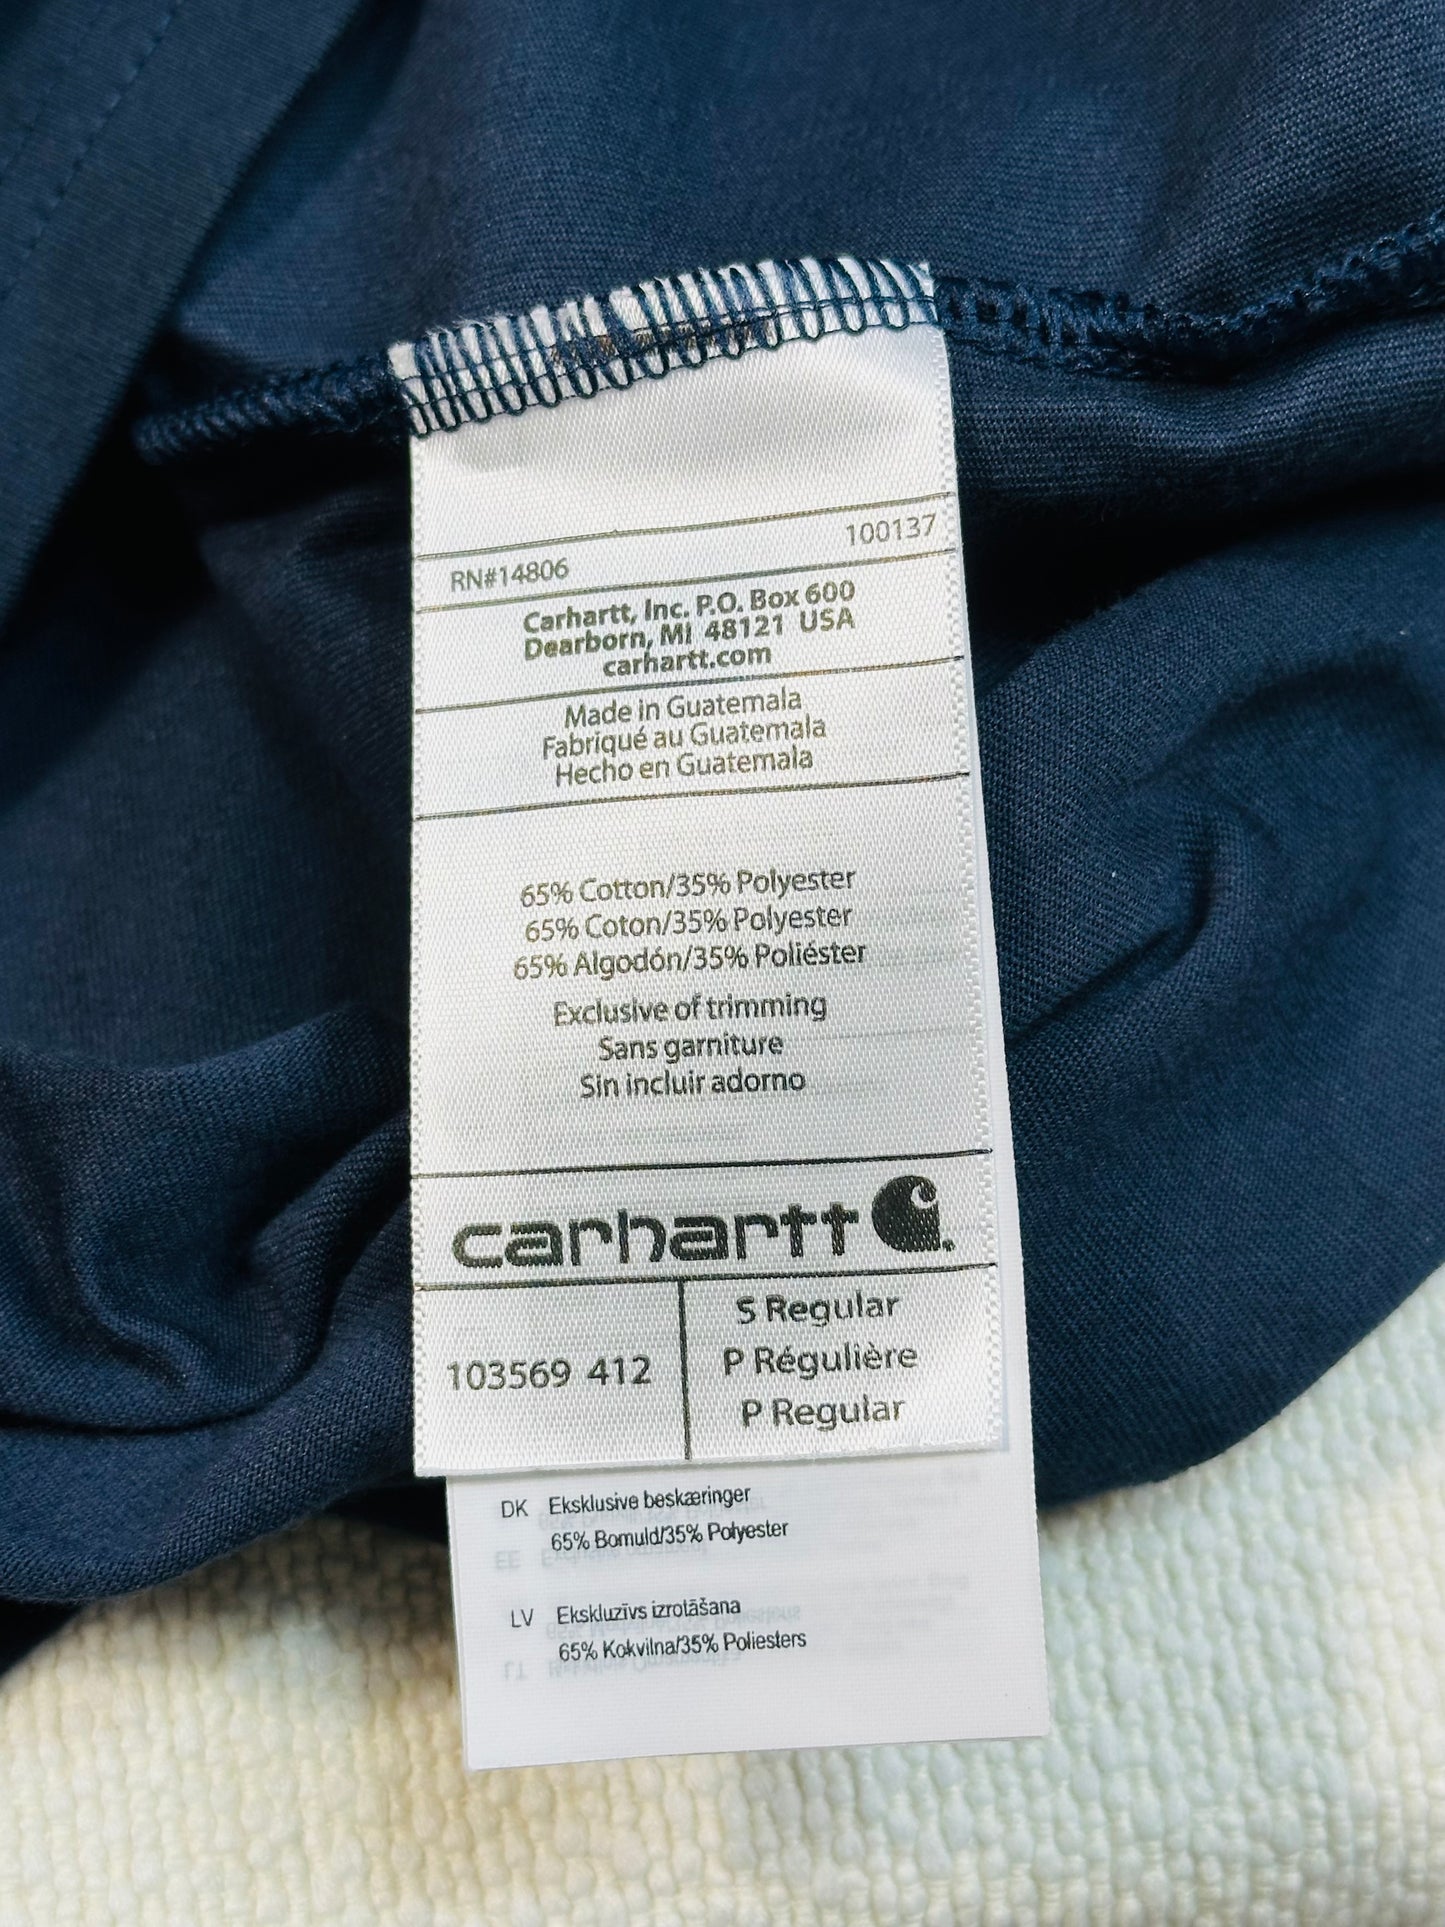 100137
RN#14806
Carhartt, Inc. P.O. Box 600
Dearborn, MI 48121 USA
carhartt.com
Made in Guatemala
Fabriqué au Guatemala
Hecho en Guatemala
65% Cotton/35% Polyester
65% Coton/35% Polyester
65% Algodón/35% Poliéster
Exclusive of trimming
Sans garniture
Sin incluir adorno
carhartt
103569 412
S Regular
P Régulière
P Regular
DK Eksklusive beskæringer
65% Bomuld/35% Polyester
LV Ekskluzīvs izrotāšana
65% Kokvilna/35% Poliesters